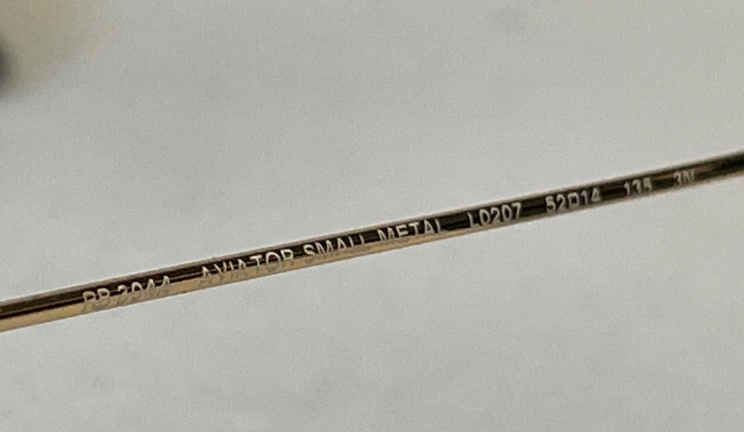 RB 3044 AVIATOR SMALL METAL L0207 52□14 135 3N